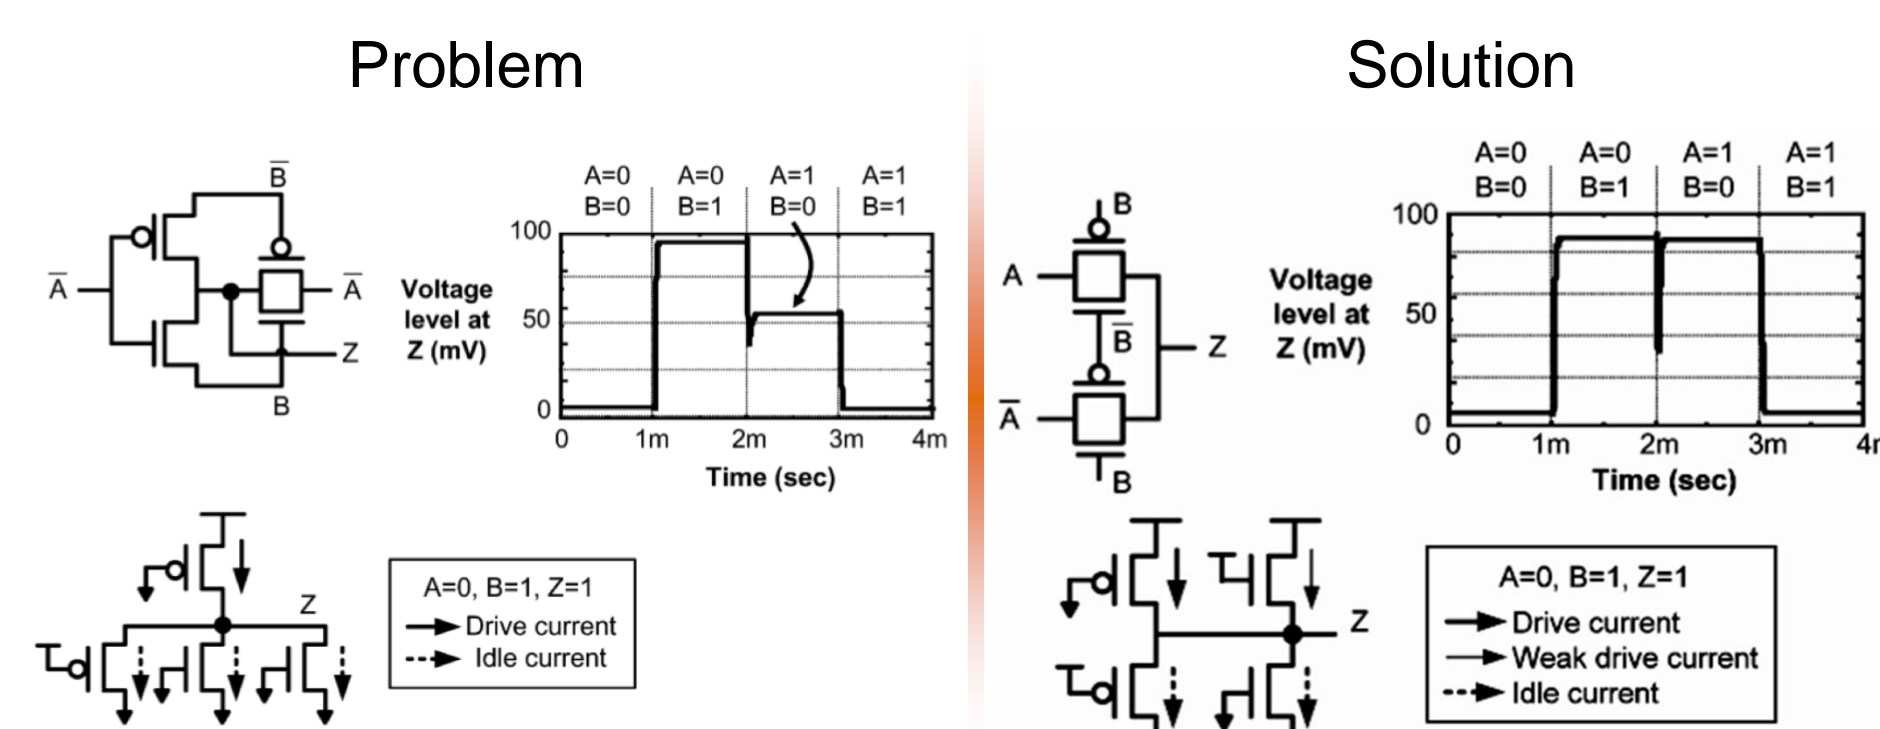 Problem
B̅
A̅
A̅
Z
B
Voltage
level at
Z (mV)
A=0 A=0 A=1 A=1
B=0 B=1 B=0 B=1
100
50
0
0 1m 2m 3m 4m
Time (sec)
Z
A=0, B=1, Z=1
Drive current
Idle current
Solution
B
A
B̅
Z
A̅
B
Voltage
level at
Z (mV)
A=0 A=0 A=1 A=1
B=0 B=1 B=0 B=1
100
50
0
0 1m 2m 3m
Time (sec)
Z
A=0, B=1, Z=1
Drive current
Weak drive current
Idle current